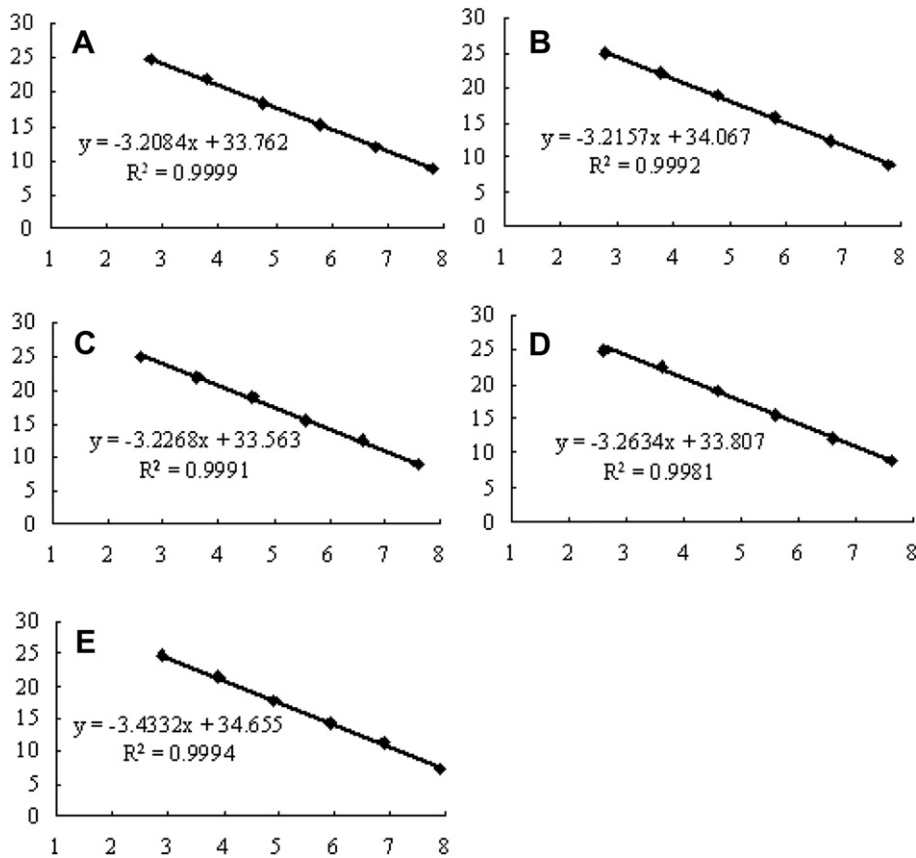 A
30
25
20
15
10
5
0
y = -3.2084x + 33.762
R² = 0.9999
1 2 3 4 5 6 7 8
B
30
25
20
15
10
5
0
y = -3.2157x + 34.067
R² = 0.9992
1 2 3 4 5 6 7 8
C
30
25
20
15
10
5
0
y = -3.2268x + 33.563
R² = 0.9991
1 2 3 4 5 6 7 8
D
30
25
20
15
10
5
0
y = -3.2634x + 33.807
R² = 0.9981
1 2 3 4 5 6 7 8
E
30
25
20
15
10
5
0
y = -3.4332x + 34.655
R² = 0.9994
1 2 3 4 5 6 7 8